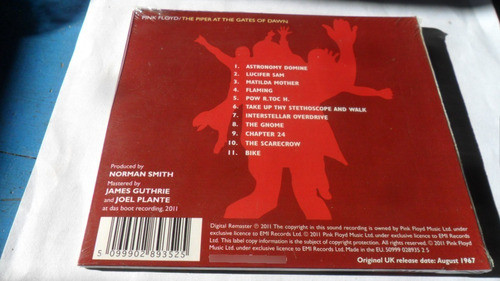 PINK FLOYD/THE PIPER AT THE GATES OF DAWN
1. ASTRONOMY DOMINE
2. LUCIFER SAM
3. MATILDA MOTHER
4. FLAMING
5. POW R.TOC H.
6. TAKE UP THY STETHOSCOPE AND WALK
7. INTERSTELLAR OVERDRIVE
8. THE GNOME
9. CHAPTER 24
10. THE SCARECROW
11. BIKE
Produced by
NORMAN SMITH
Mastered by
JAMES GUTHRIE
and JOEL PLANTE
at das boot recording, 2011
5 099902 893525
Digital Remaster ℗ 2011 The copyright in this sound recording is owned by Pink Floyd Music Ltd. under
exclusive licence to EMI Records Ltd. © 2011 Pink Floyd Music Ltd. under exclusive licence to EMI Records
Ltd. This label copy information is the subject of copyright protection. All rights reserved. © 2011 Pink Floyd
Music Ltd. under exclusive licence to EMI Records Ltd. Made in the EU. 50999 028935 2 5
Original UK release date: August 1967